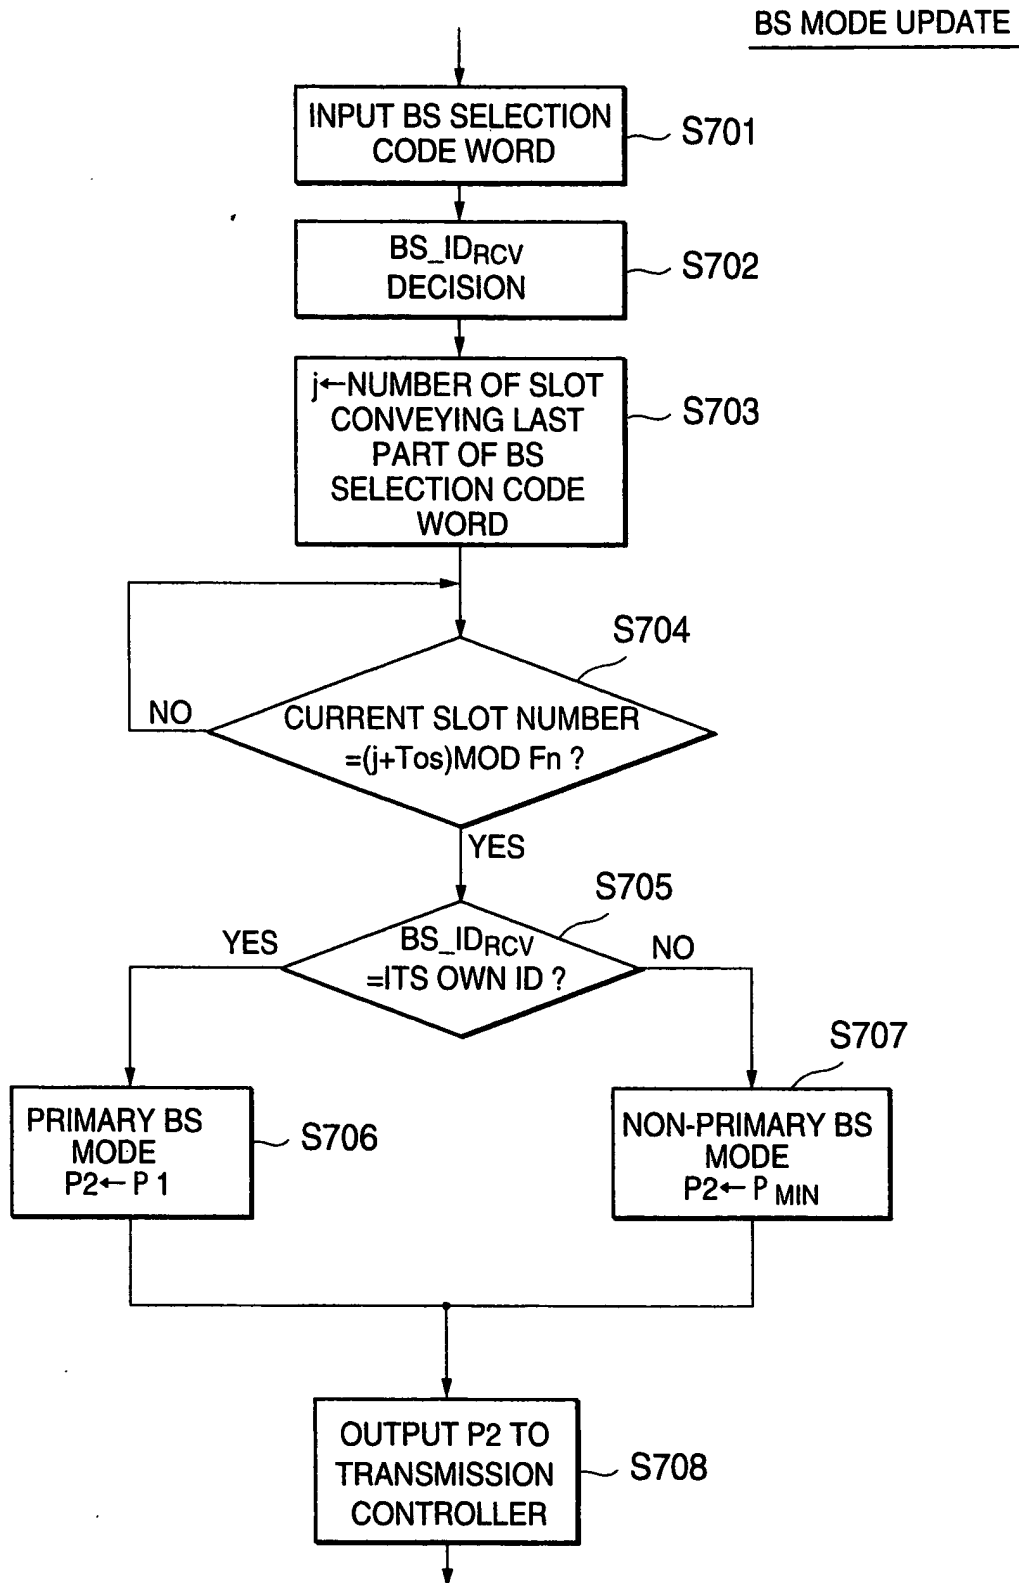 BS MODE UPDATE
INPUT BS SELECTION
CODE WORD
S701
BS_IDRCV
DECISION
S702
j←NUMBER OF SLOT
CONVEYING LAST
PART OF BS
SELECTION CODE
WORD
S703
S704
NO
CURRENT SLOT NUMBER
=(j+Tos)MOD Fn ?
YES
S705
YES
BS_IDRCV
=ITS OWN ID ?
NO
S707
PRIMARY BS
MODE
P2←P1
S706
NON-PRIMARY BS
MODE
P2←PMIN
OUTPUT P2 TO
TRANSMISSION
CONTROLLER
S708